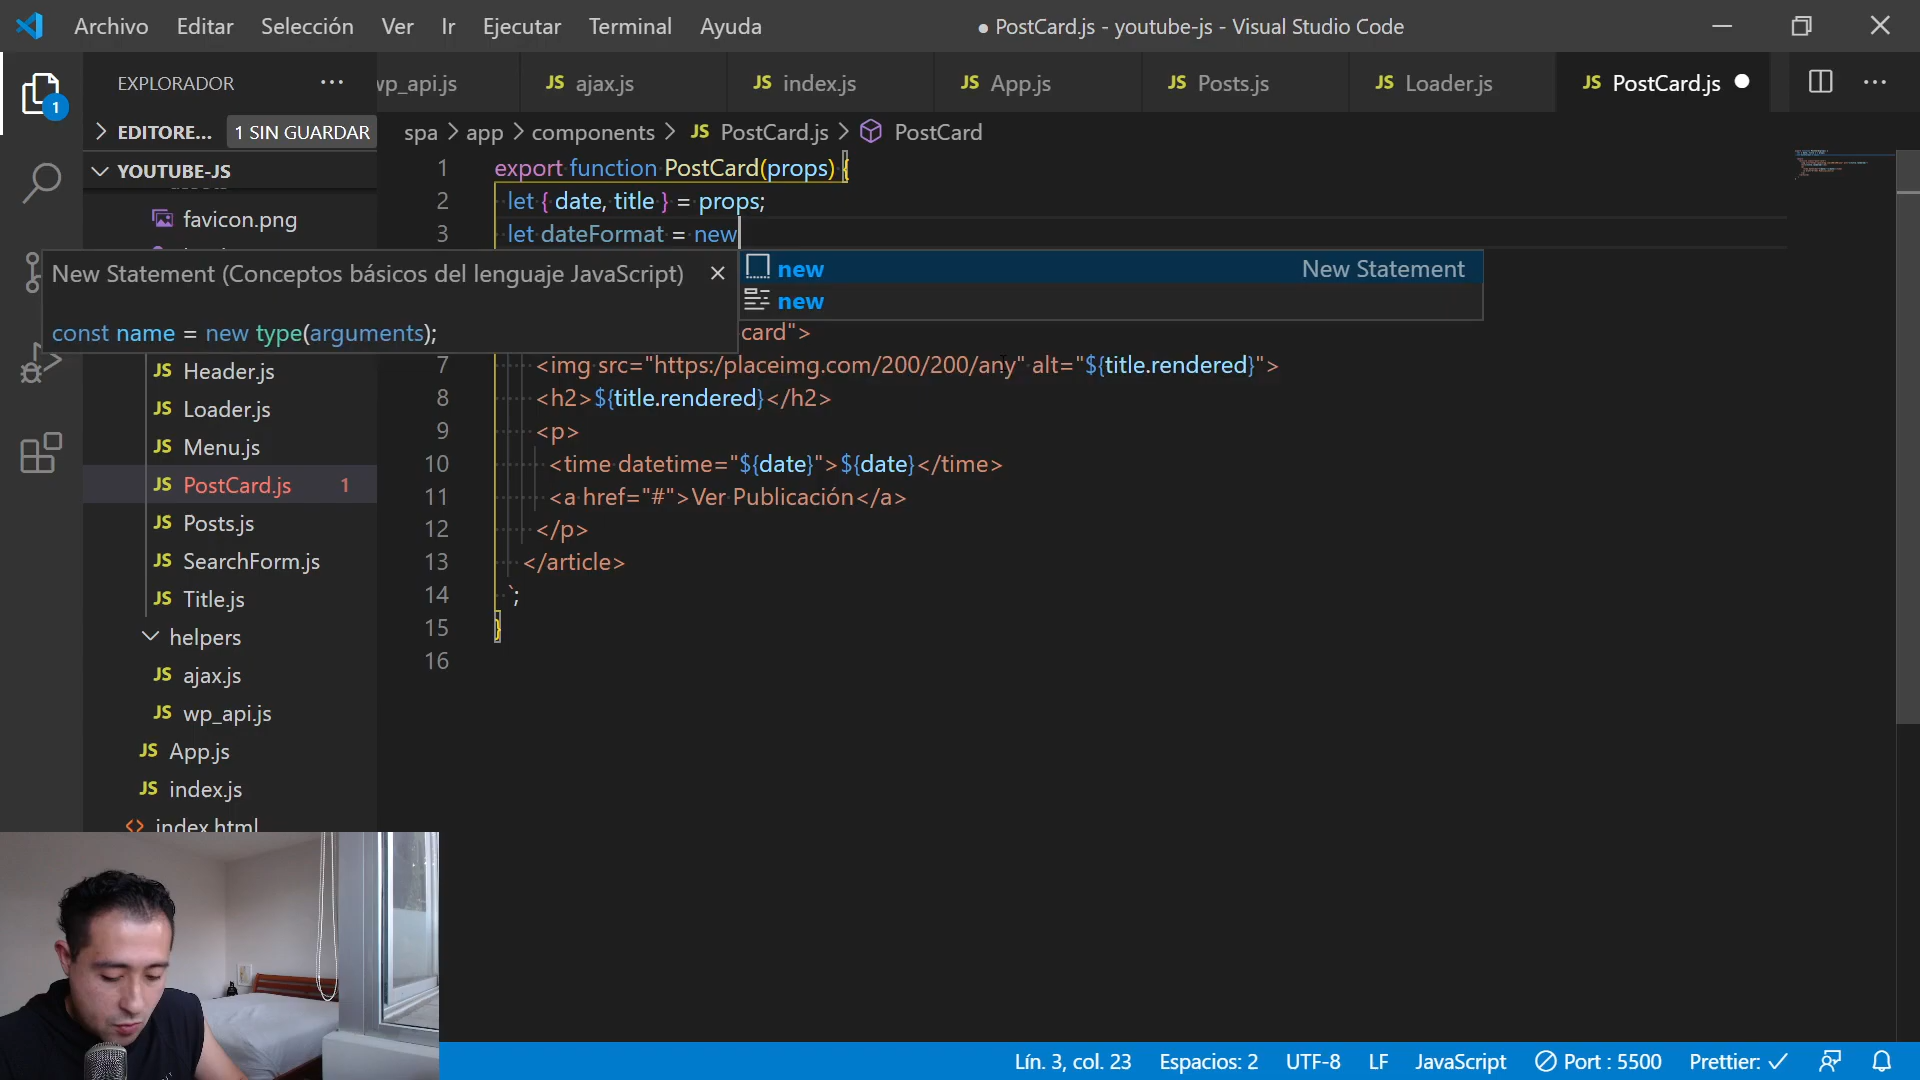 Archivo Editar Selección Ver Ir Ejecutar Terminal Ayuda
● PostCard.js - youtube-js - Visual Studio Code
EXPLORADOR ···
wp_api.js
JS ajax.js
JS index.js
JS App.js
JS Posts.js
JS Loader.js
JS PostCard.js
1
EDITORE... 1 SIN GUARDAR
YOUTUBE-JS
favicon.png
spa > app > components > JS PostCard.js > PostCard
1 export function PostCard(props) {
2 let { date, title } = props;
3 let dateFormat = new
New Statement (Conceptos básicos del lenguaje JavaScript)
const name = new type(arguments);
new New Statement
new
card">
7 <img src="https:/placeimg.com/200/200/any" alt="${title.rendered}">
8 <h2>${title.rendered}</h2>
9 <p>
10 <time datetime="${date}">${date}</time>
11 <a href="#">Ver Publicación</a>
12 </p>
13 </article>
14 `;
15 }
16
JS Header.js
JS Loader.js
JS Menu.js
JS PostCard.js 1
JS Posts.js
JS SearchForm.js
JS Title.js
helpers
JS ajax.js
JS wp_api.js
JS App.js
JS index.js
<> index.html
Lín. 3, col. 23 Espacios: 2 UTF-8 LF JavaScript Port : 5500 Prettier: ✓